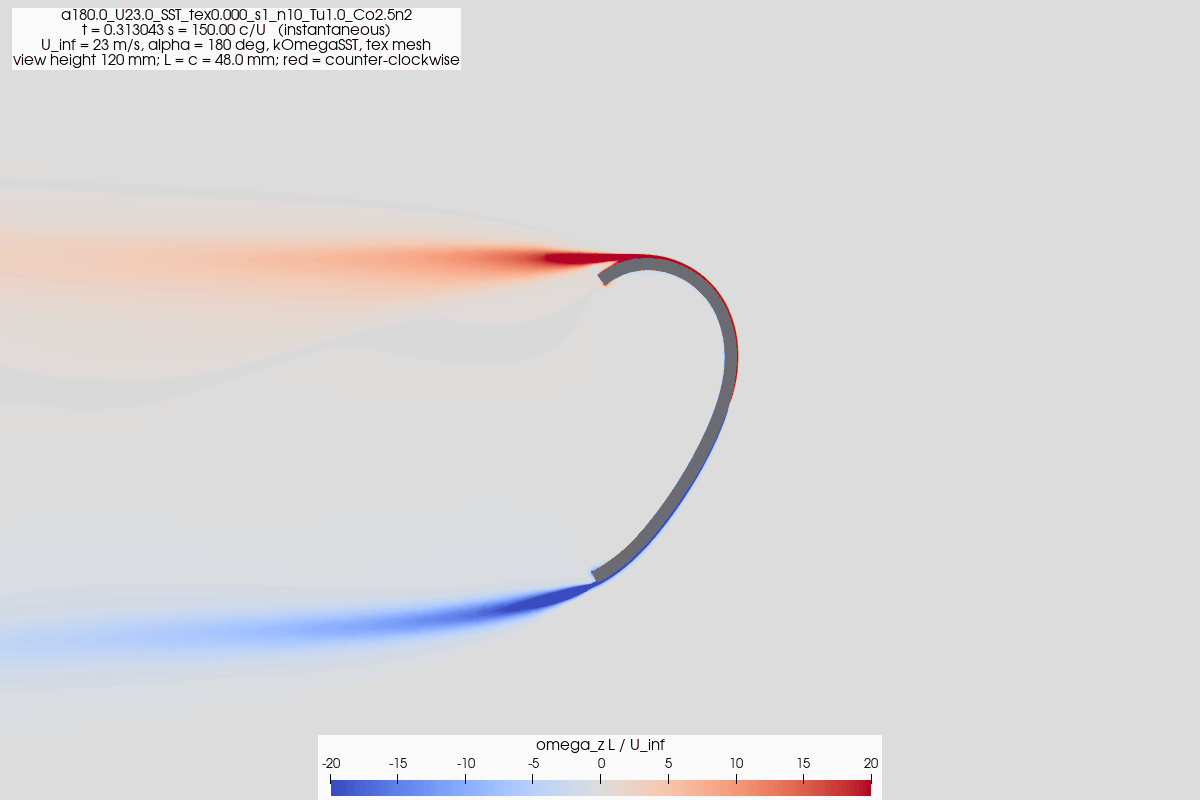 a180.0_U23.0_SST_tex0.000_s1_n10_Tu1.0_Co2.5n2
t = 0.313043 s = 150.00 c/U (instantaneous)
U_inf = 23 m/s, alpha = 180 deg, kOmegaSST, tex mesh
view height 120 mm; L = c = 48.0 mm; red = counter-clockwise
omega_z L / U_inf
-20 -15 -10 -5 0 5 10 15 20